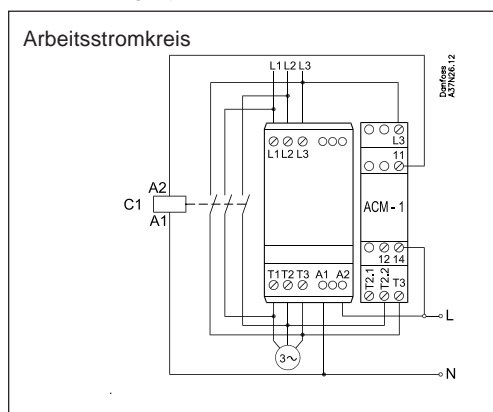 Arbeitsstromkreis
L1 L2 L3
Danfoss
A37N26.12
L1 L2 L3
L3
11
A2
C1
A1
ACM - 1
12 14
T1 T2 T3 A1 A2
T2.1 T2.2 T3
L
3~
N